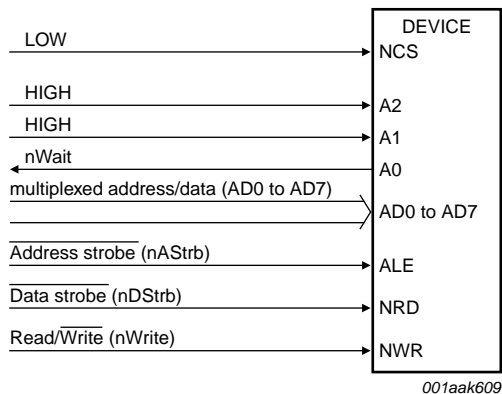 DEVICE
LOW
NCS
HIGH
A2
HIGH
A1
nWait
A0
multiplexed address/data (AD0 to AD7)
AD0 to AD7
Address strobe (nAStrb)
ALE
Data strobe (nDStrb)
NRD
Read/Write (nWrite)
NWR
001aak609